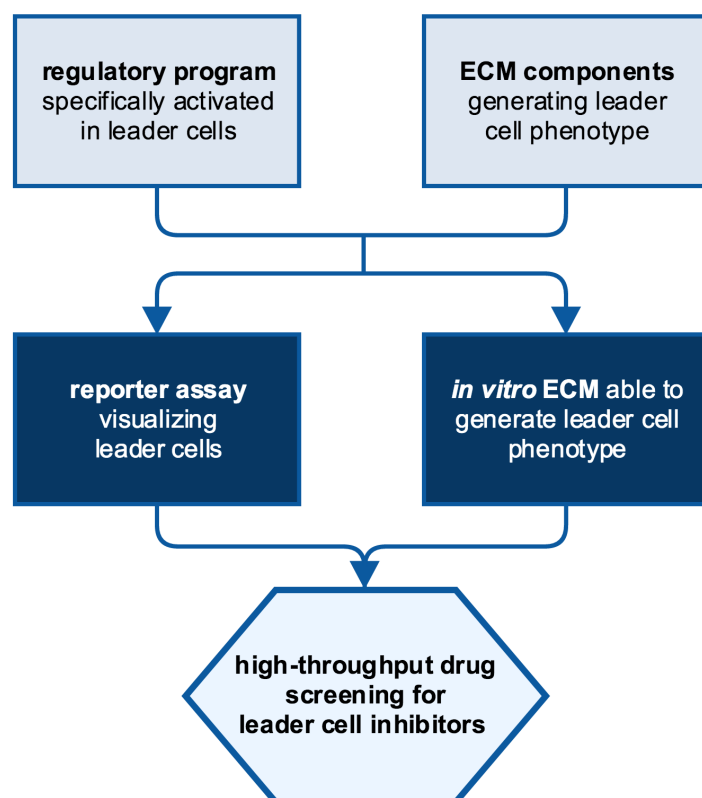 regulatory program
specifically activated
in leader cells
ECM components
generating leader
cell phenotype
reporter assay
visualizing
leader cells
in vitro ECM able to
generate leader cell
phenotype
high-throughput drug
screening for
leader cell inhibitors